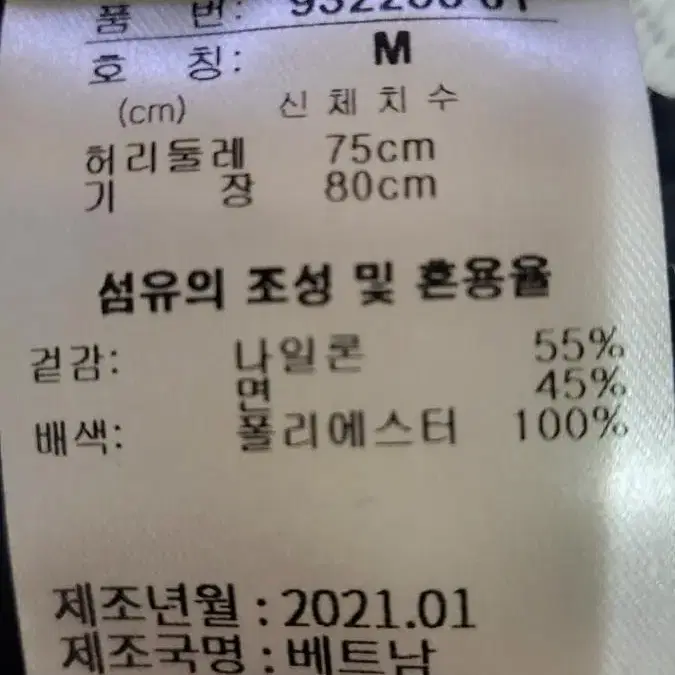 품 번:
호 칭: M
(cm) 신체치수
허리둘레 75cm
기 장 80cm
섬유의 조성 및 혼용율
겉감: 나일론 55%
면 45%
배색: 폴리에스터 100%
제조년월 : 2021.01
제조국명 : 베트남